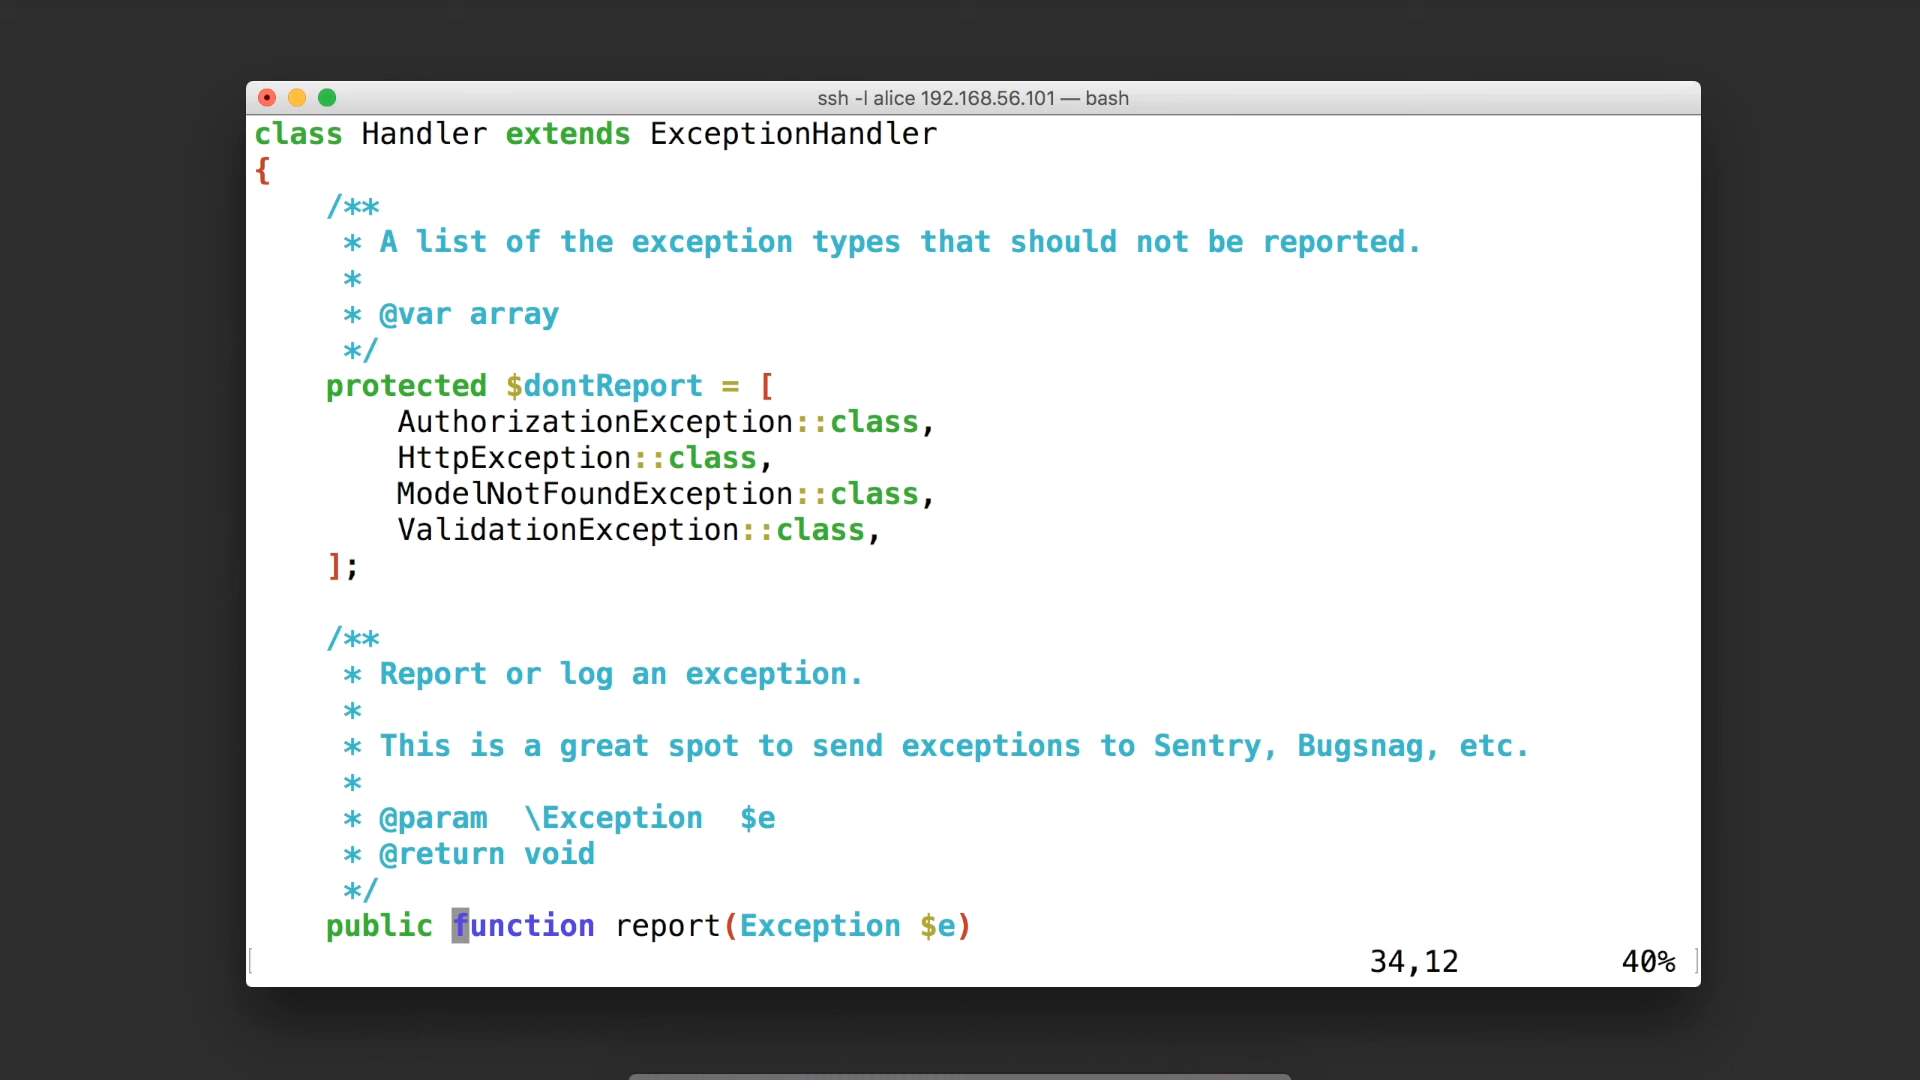 ssh -l alice 192.168.56.101 — bash
class Handler extends ExceptionHandler
{
    /**
     * A list of the exception types that should not be reported.
     *
     * @var array
     */
    protected $dontReport = [
        AuthorizationException::class,
        HttpException::class,
        ModelNotFoundException::class,
        ValidationException::class,
    ];

    /**
     * Report or log an exception.
     *
     * This is a great spot to send exceptions to Sentry, Bugsnag, etc.
     *
     * @param  \Exception  $e
     * @return void
     */
    public function report(Exception $e)
34,12 40%